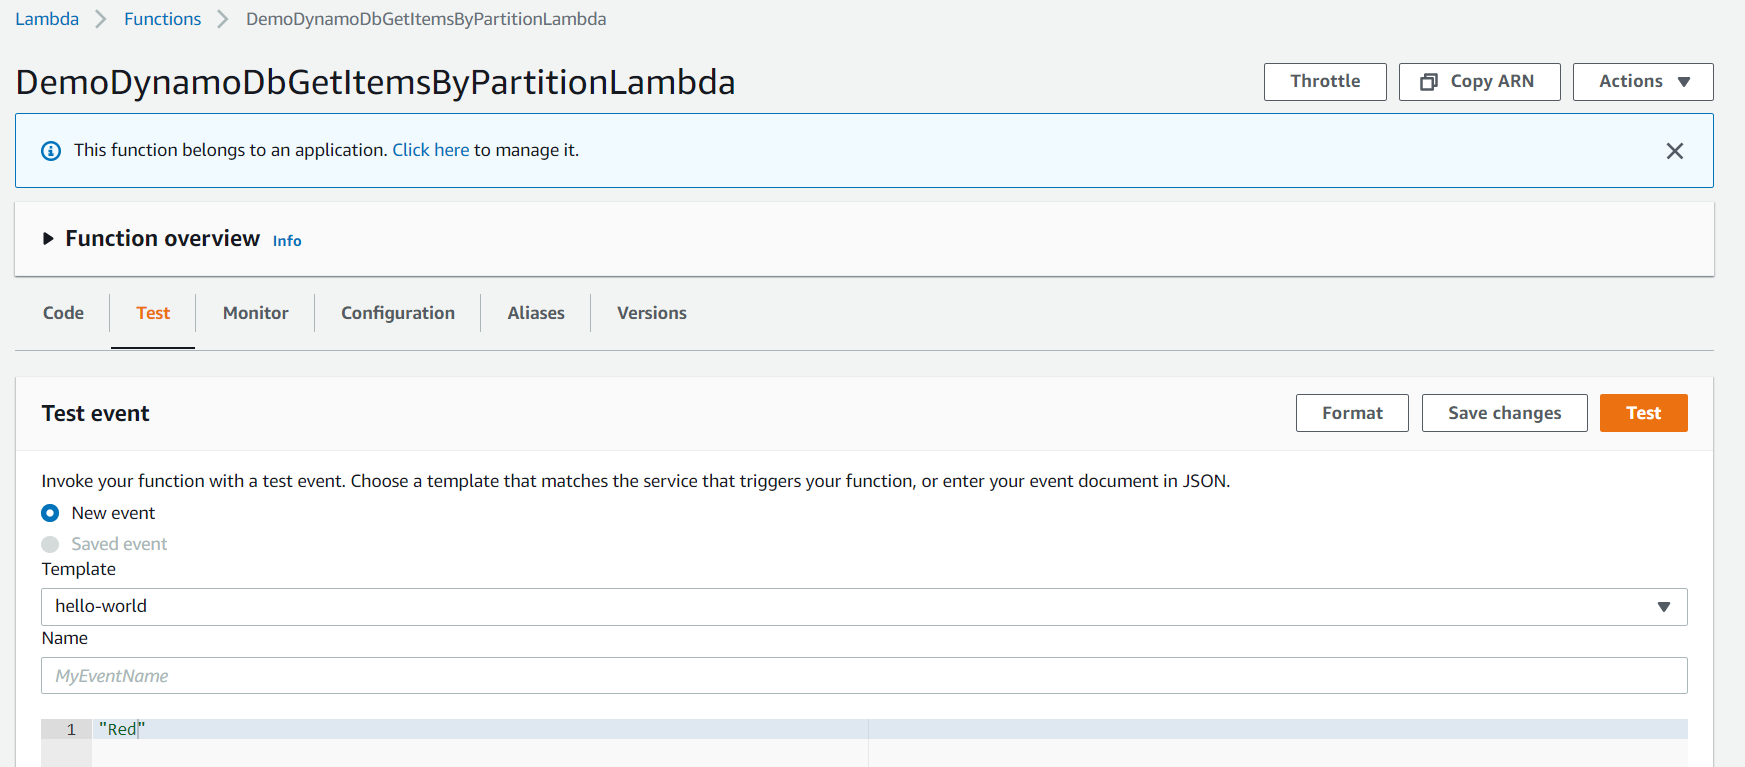 Lambda Functions DemoDynamoDbGetItemsByPartitionLambda
DemoDynamoDbGetItemsByPartitionLambda
Throttle Copy ARN Actions
This function belongs to an application. Click here to manage it.
Function overview Info
Code Test Monitor Configuration Aliases Versions
Test event Format Save changes Test
Invoke your function with a test event. Choose a template that matches the service that triggers your function, or enter your event document in JSON.
New event
Saved event
Template
hello-world
Name
MyEventName
1 "Red"